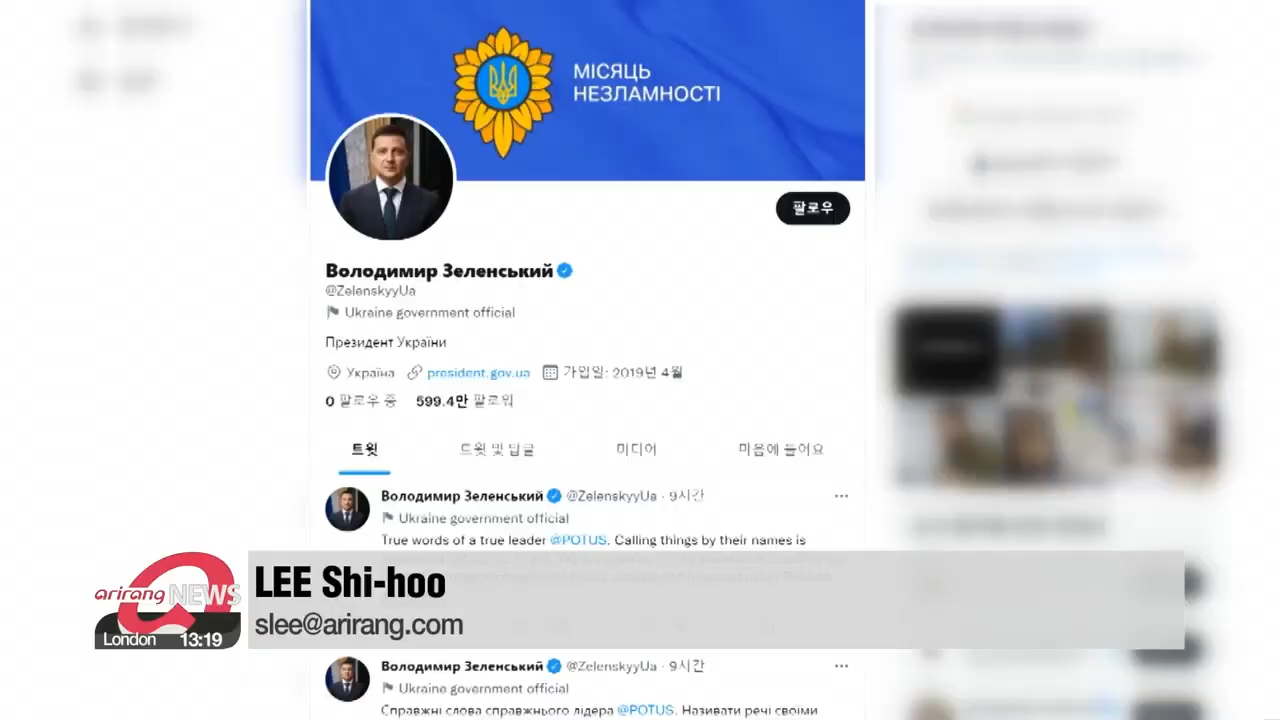 МІСЯЦЬ
НЕЗЛАМНОСТІ
팔로우
Володимир Зеленський
@ZelenskyyUa
Ukraine government official
Президент України
Україна president.gov.ua 가입일: 2019년 4월
0 팔로우 중 599.4만 팔로워
트윗 트윗 및 답글 미디어 마음에 들어요
Володимир Зеленський @ZelenskyyUa · 9시간
Ukraine government official
True words of a true leader @POTUS. Calling things by their names is
arirang NEWS
London 13:19
LEE Shi-hoo
slee@arirang.com
Володимир Зеленський @ZelenskyyUa · 9시간
Ukraine government official
Справжні слова справжнього лідера @POTUS. Називати речі своїми